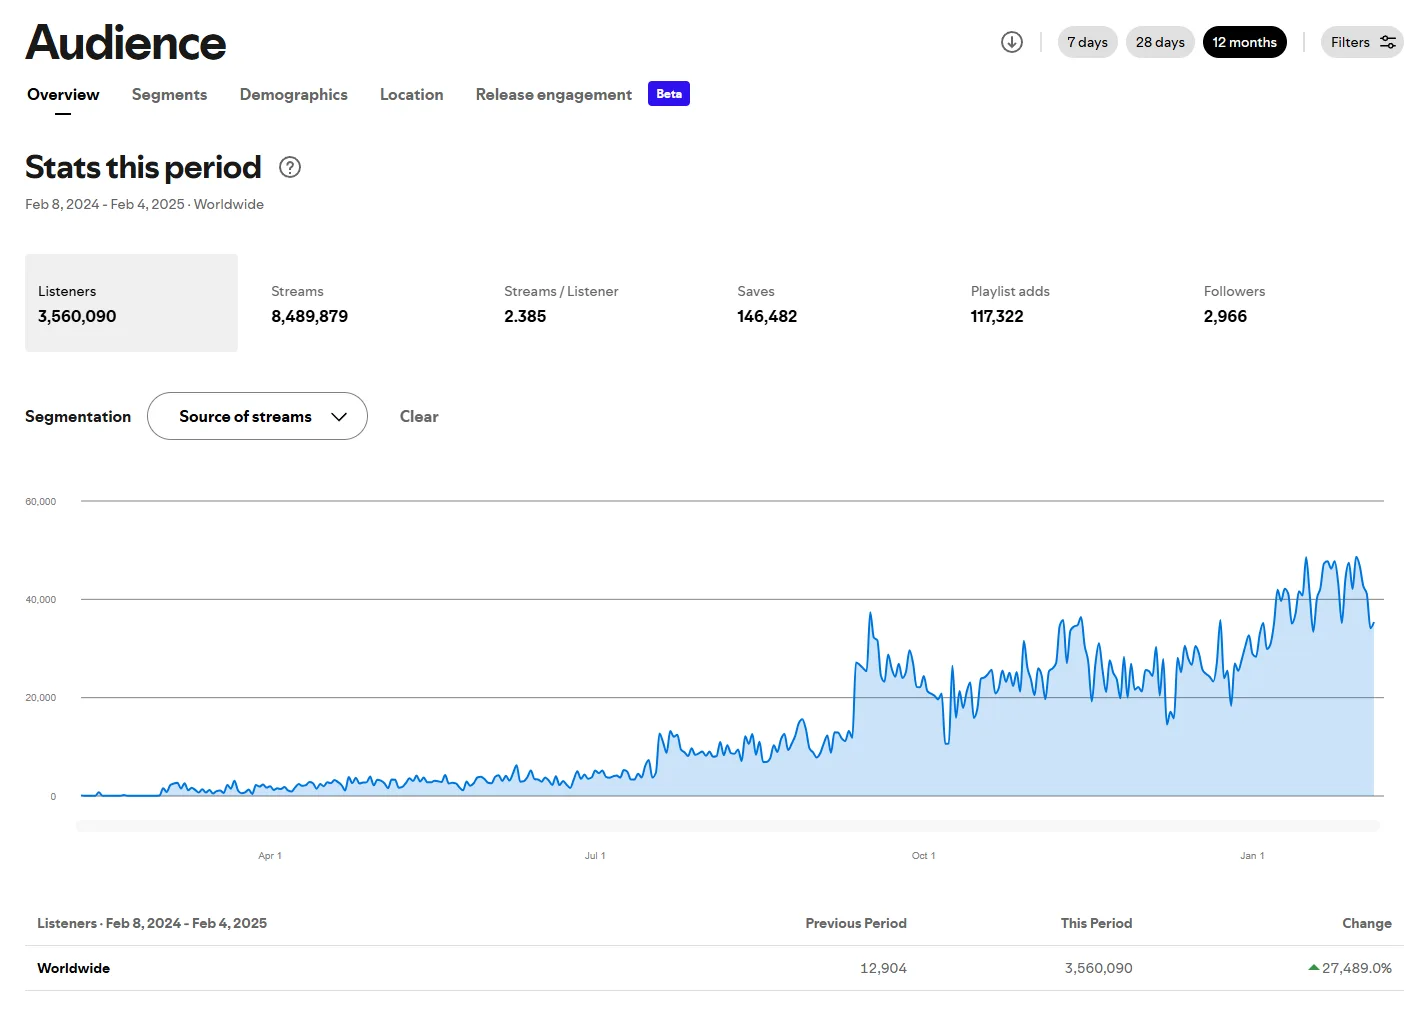 Audience
7 days 28 days 12 months Filters
Overview Segments Demographics Location Release engagement Beta
Stats this period ?
Feb 8, 2024 - Feb 4, 2025 · Worldwide
Listeners Streams Streams / Listener Saves Playlist adds Followers
3,560,090 8,489,879 2.385 146,482 117,322 2,966
Segmentation Source of streams Clear
60,000
40,000
20,000
0
Apr 1 Jul 1 Oct 1 Jan 1
Listeners · Feb 8, 2024 - Feb 4, 2025 Previous Period This Period Change
Worldwide 12,904 3,560,090 27,489.0%